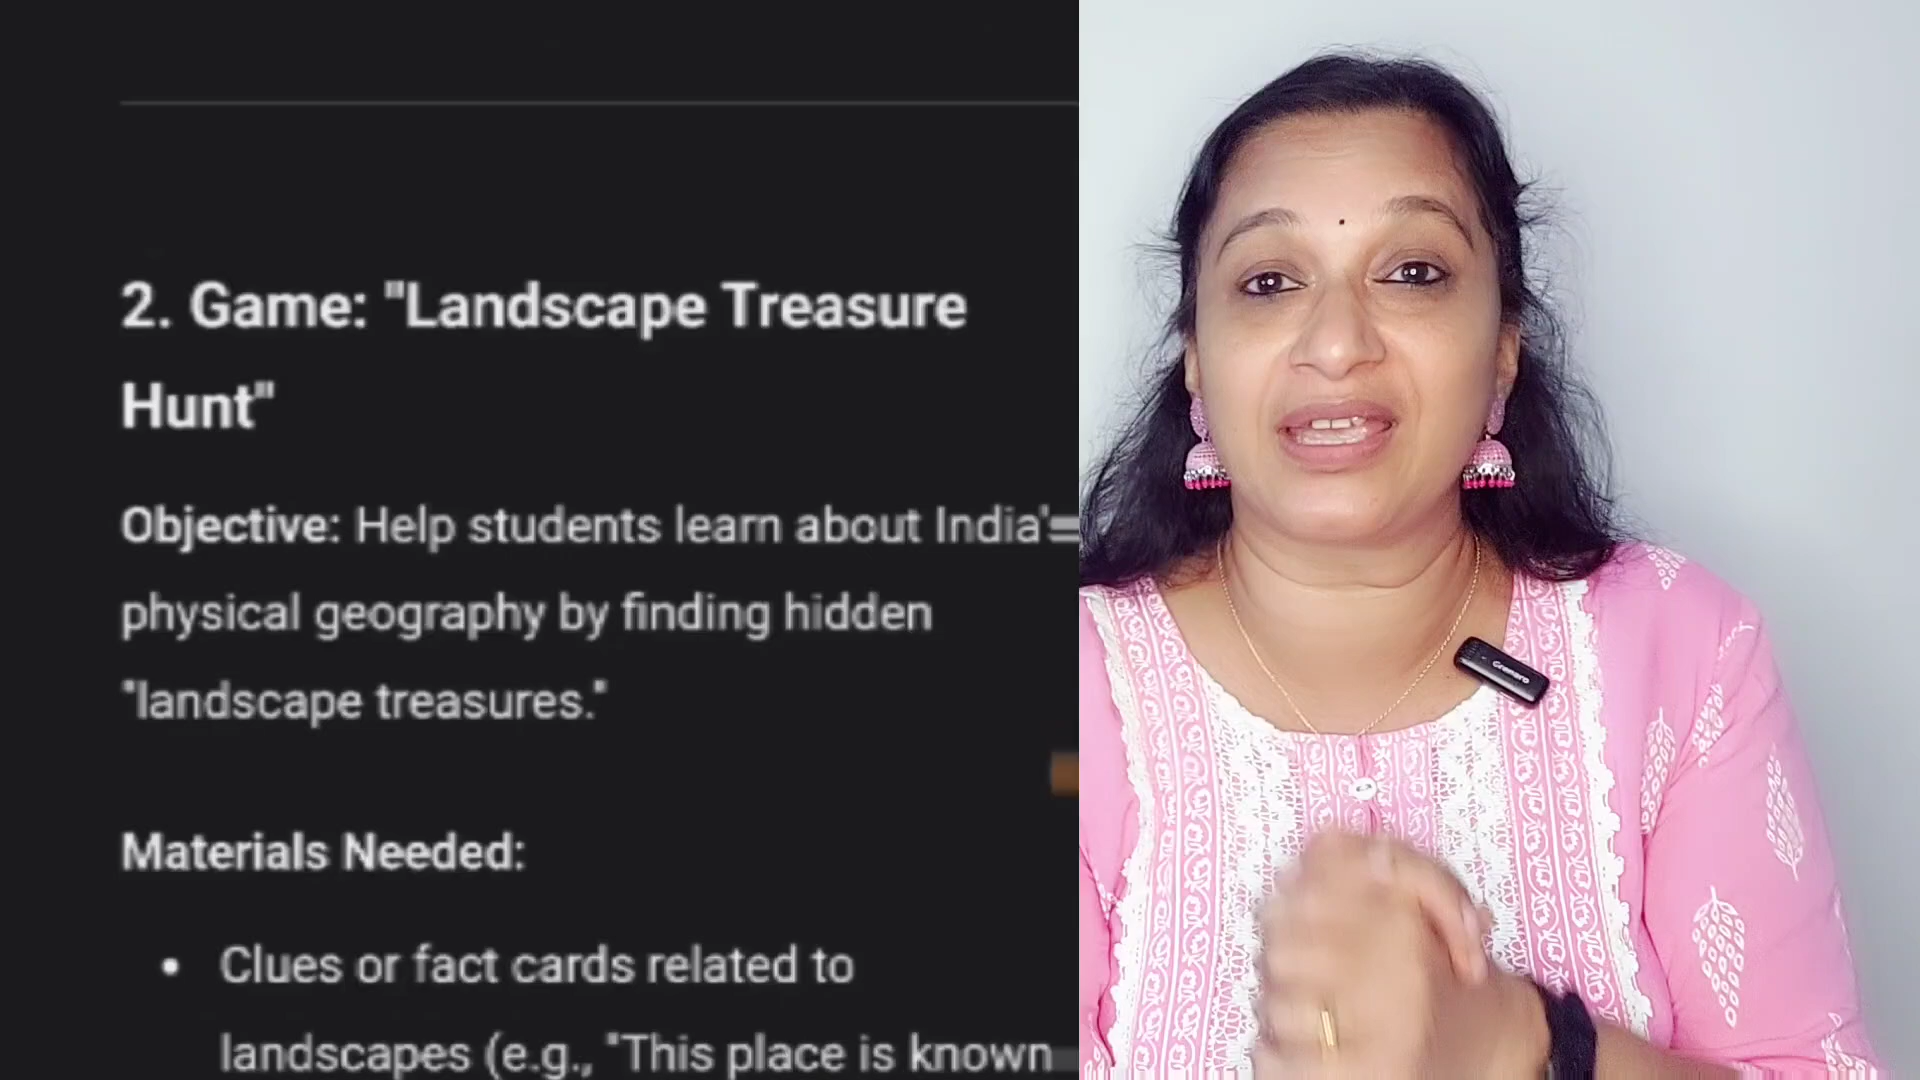 2. Game: "Landscape Treasure
Hunt"
Objective: Help students learn about India's
physical geography by finding hidden
"landscape treasures."
Materials Needed:
• Clues or fact cards related to
landscapes (e.g., "This place is known